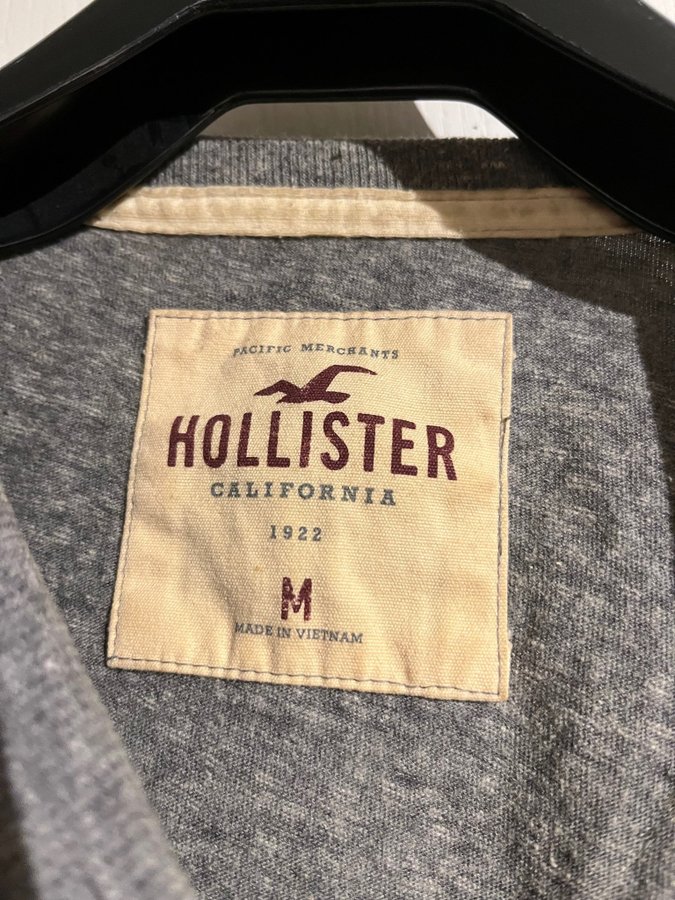 PACIFIC MERCHANTS
HOLLISTER
CALIFORNIA
1922
M
MADE IN VIETNAM